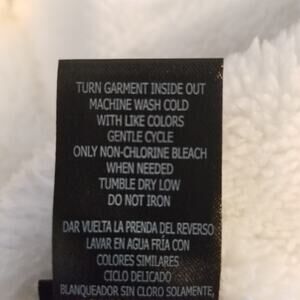 TURN GARMENT INSIDE OUT
MACHINE WASH COLD
WITH LIKE COLORS
GENTLE CYCLE
ONLY NON-CHLORINE BLEACH
WHEN NEEDED
TUMBLE DRY LOW
DO NOT IRON
DAR VUELTA LA PRENDA DEL REVERSO
LAVAR EN AGUA FRÍA CON
COLORES SIMILARES
CICLO DELICADO
BLANQUEADOR SIN CLORO SOLAMENTE,